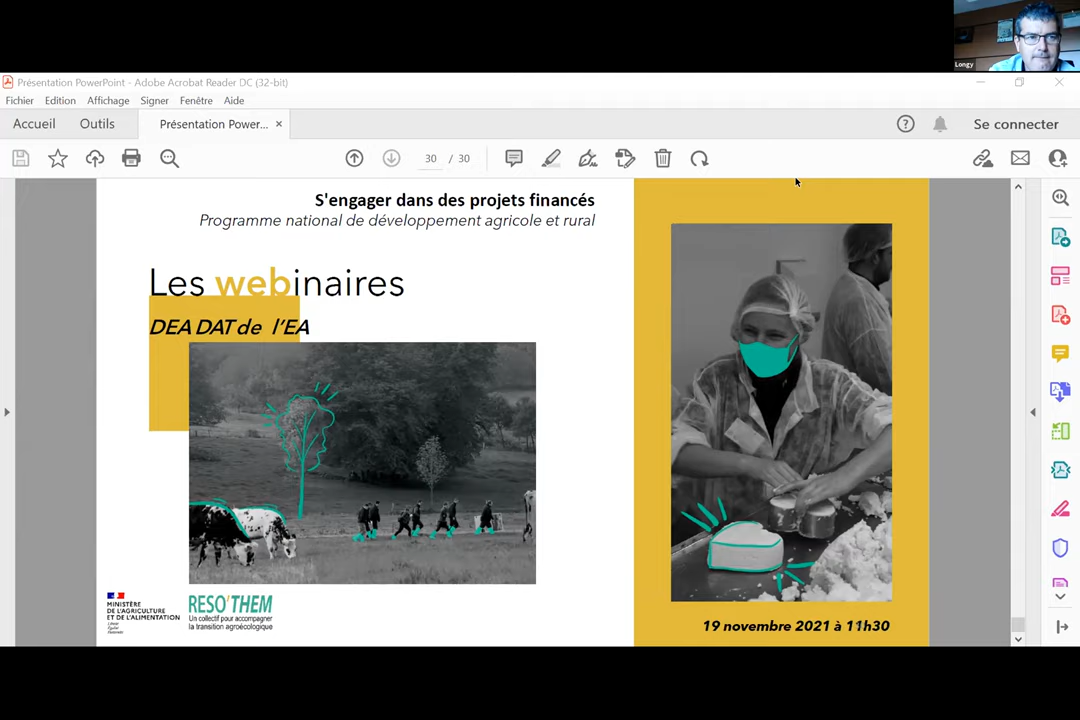 Longy
Présentation PowerPoint - Adobe Acrobat Reader DC (32-bit)
Fichier Edition Affichage Signer Fenêtre Aide
Accueil Outils Présentation Power... × Se connecter
30 / 30
S'engager dans des projets financés
Programme national de développement agricole et rural
Les webinaires
DEA DAT de l'EA
MINISTÈRE
DE L'AGRICULTURE
ET DE L'ALIMENTATION
Liberté
Égalité
Fraternité
RESO'THEM
Un collectif pour accompagner
la transition agroécologique
19 novembre 2021 à 11h30